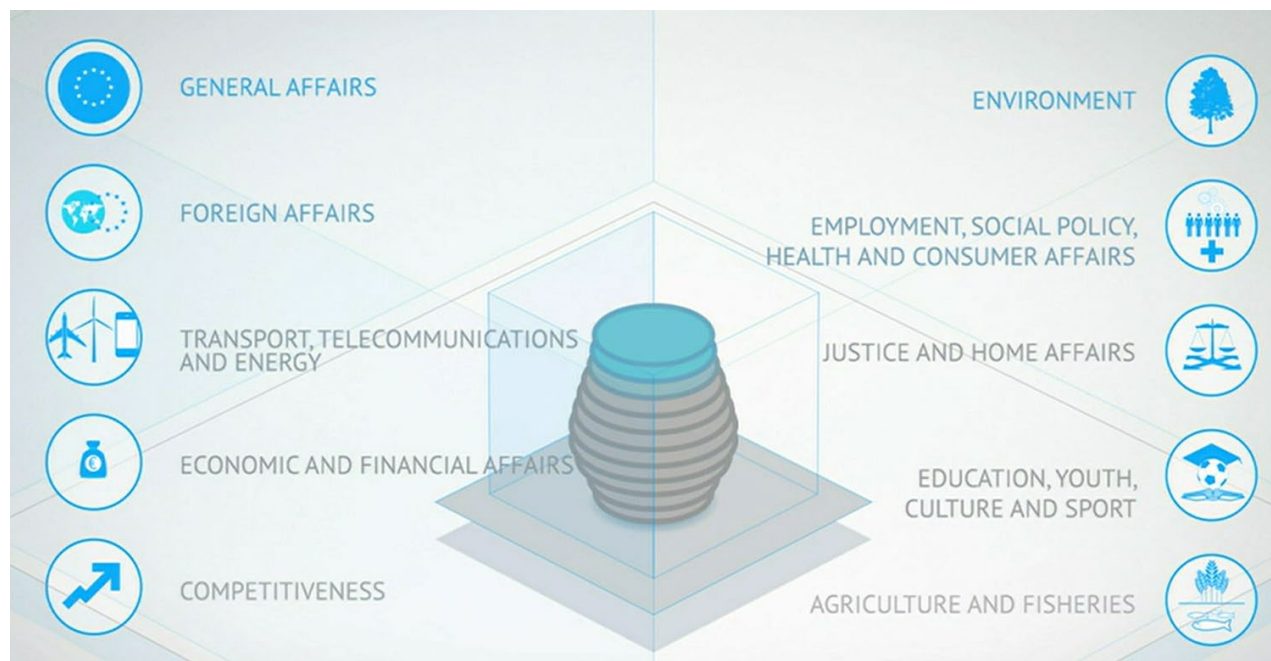 GENERAL AFFAIRS
FOREIGN AFFAIRS
TRANSPORT, TELECOMMUNICATIONS
AND ENERGY
ECONOMIC AND FINANCIAL AFFAIRS
COMPETITIVENESS
ENVIRONMENT
EMPLOYMENT, SOCIAL POLICY,
HEALTH AND CONSUMER AFFAIRS
JUSTICE AND HOME AFFAIRS
EDUCATION, YOUTH,
CULTURE AND SPORT
AGRICULTURE AND FISHERIES